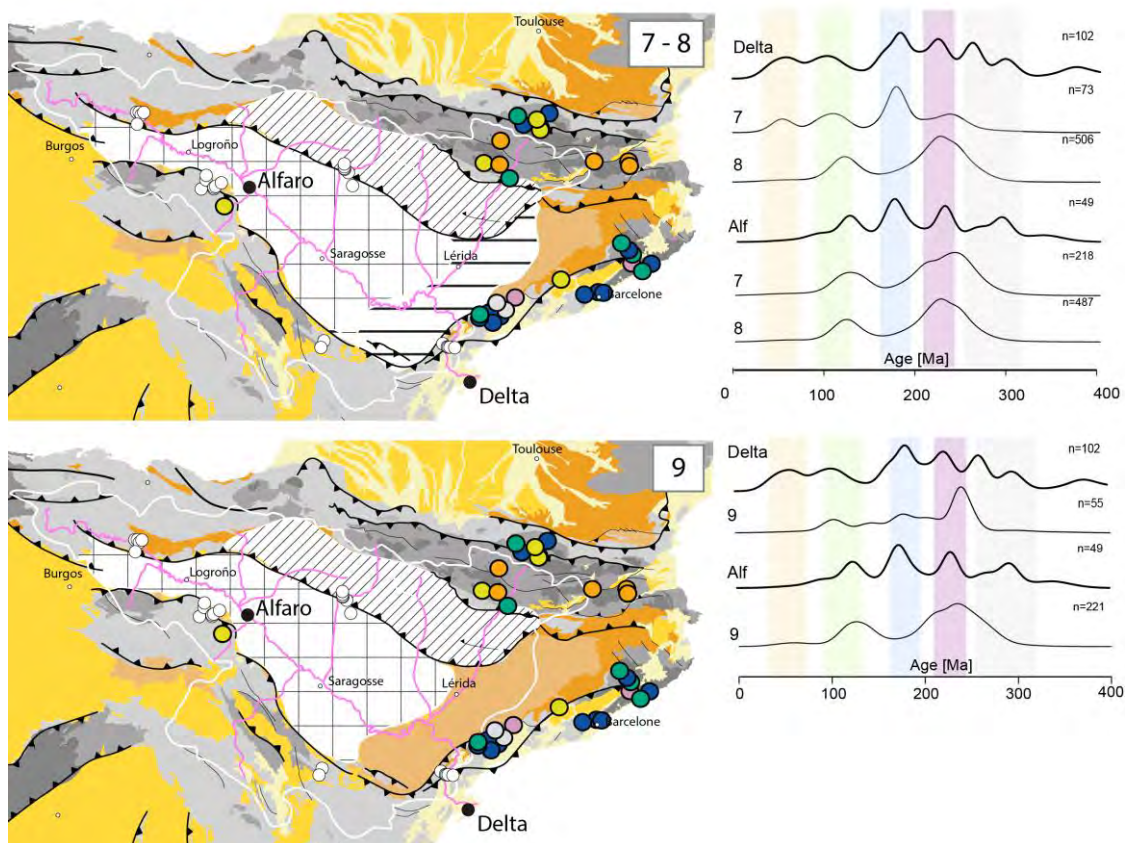 Toulouse
7 - 8
Burgos
Logroño
Alfaro
Saragosse
Lérida
Barcelone
Delta
Delta
n=102
7
n=73
8
n=506
Alf
n=49
7
n=218
8
n=487
Age [Ma]
0 100 200 300 400
Toulouse
9
Burgos
Logroño
Alfaro
Saragosse
Lérida
Barcelone
Delta
Delta
n=102
9
n=55
Alf
n=49
9
n=221
Age [Ma]
0 100 200 300 400